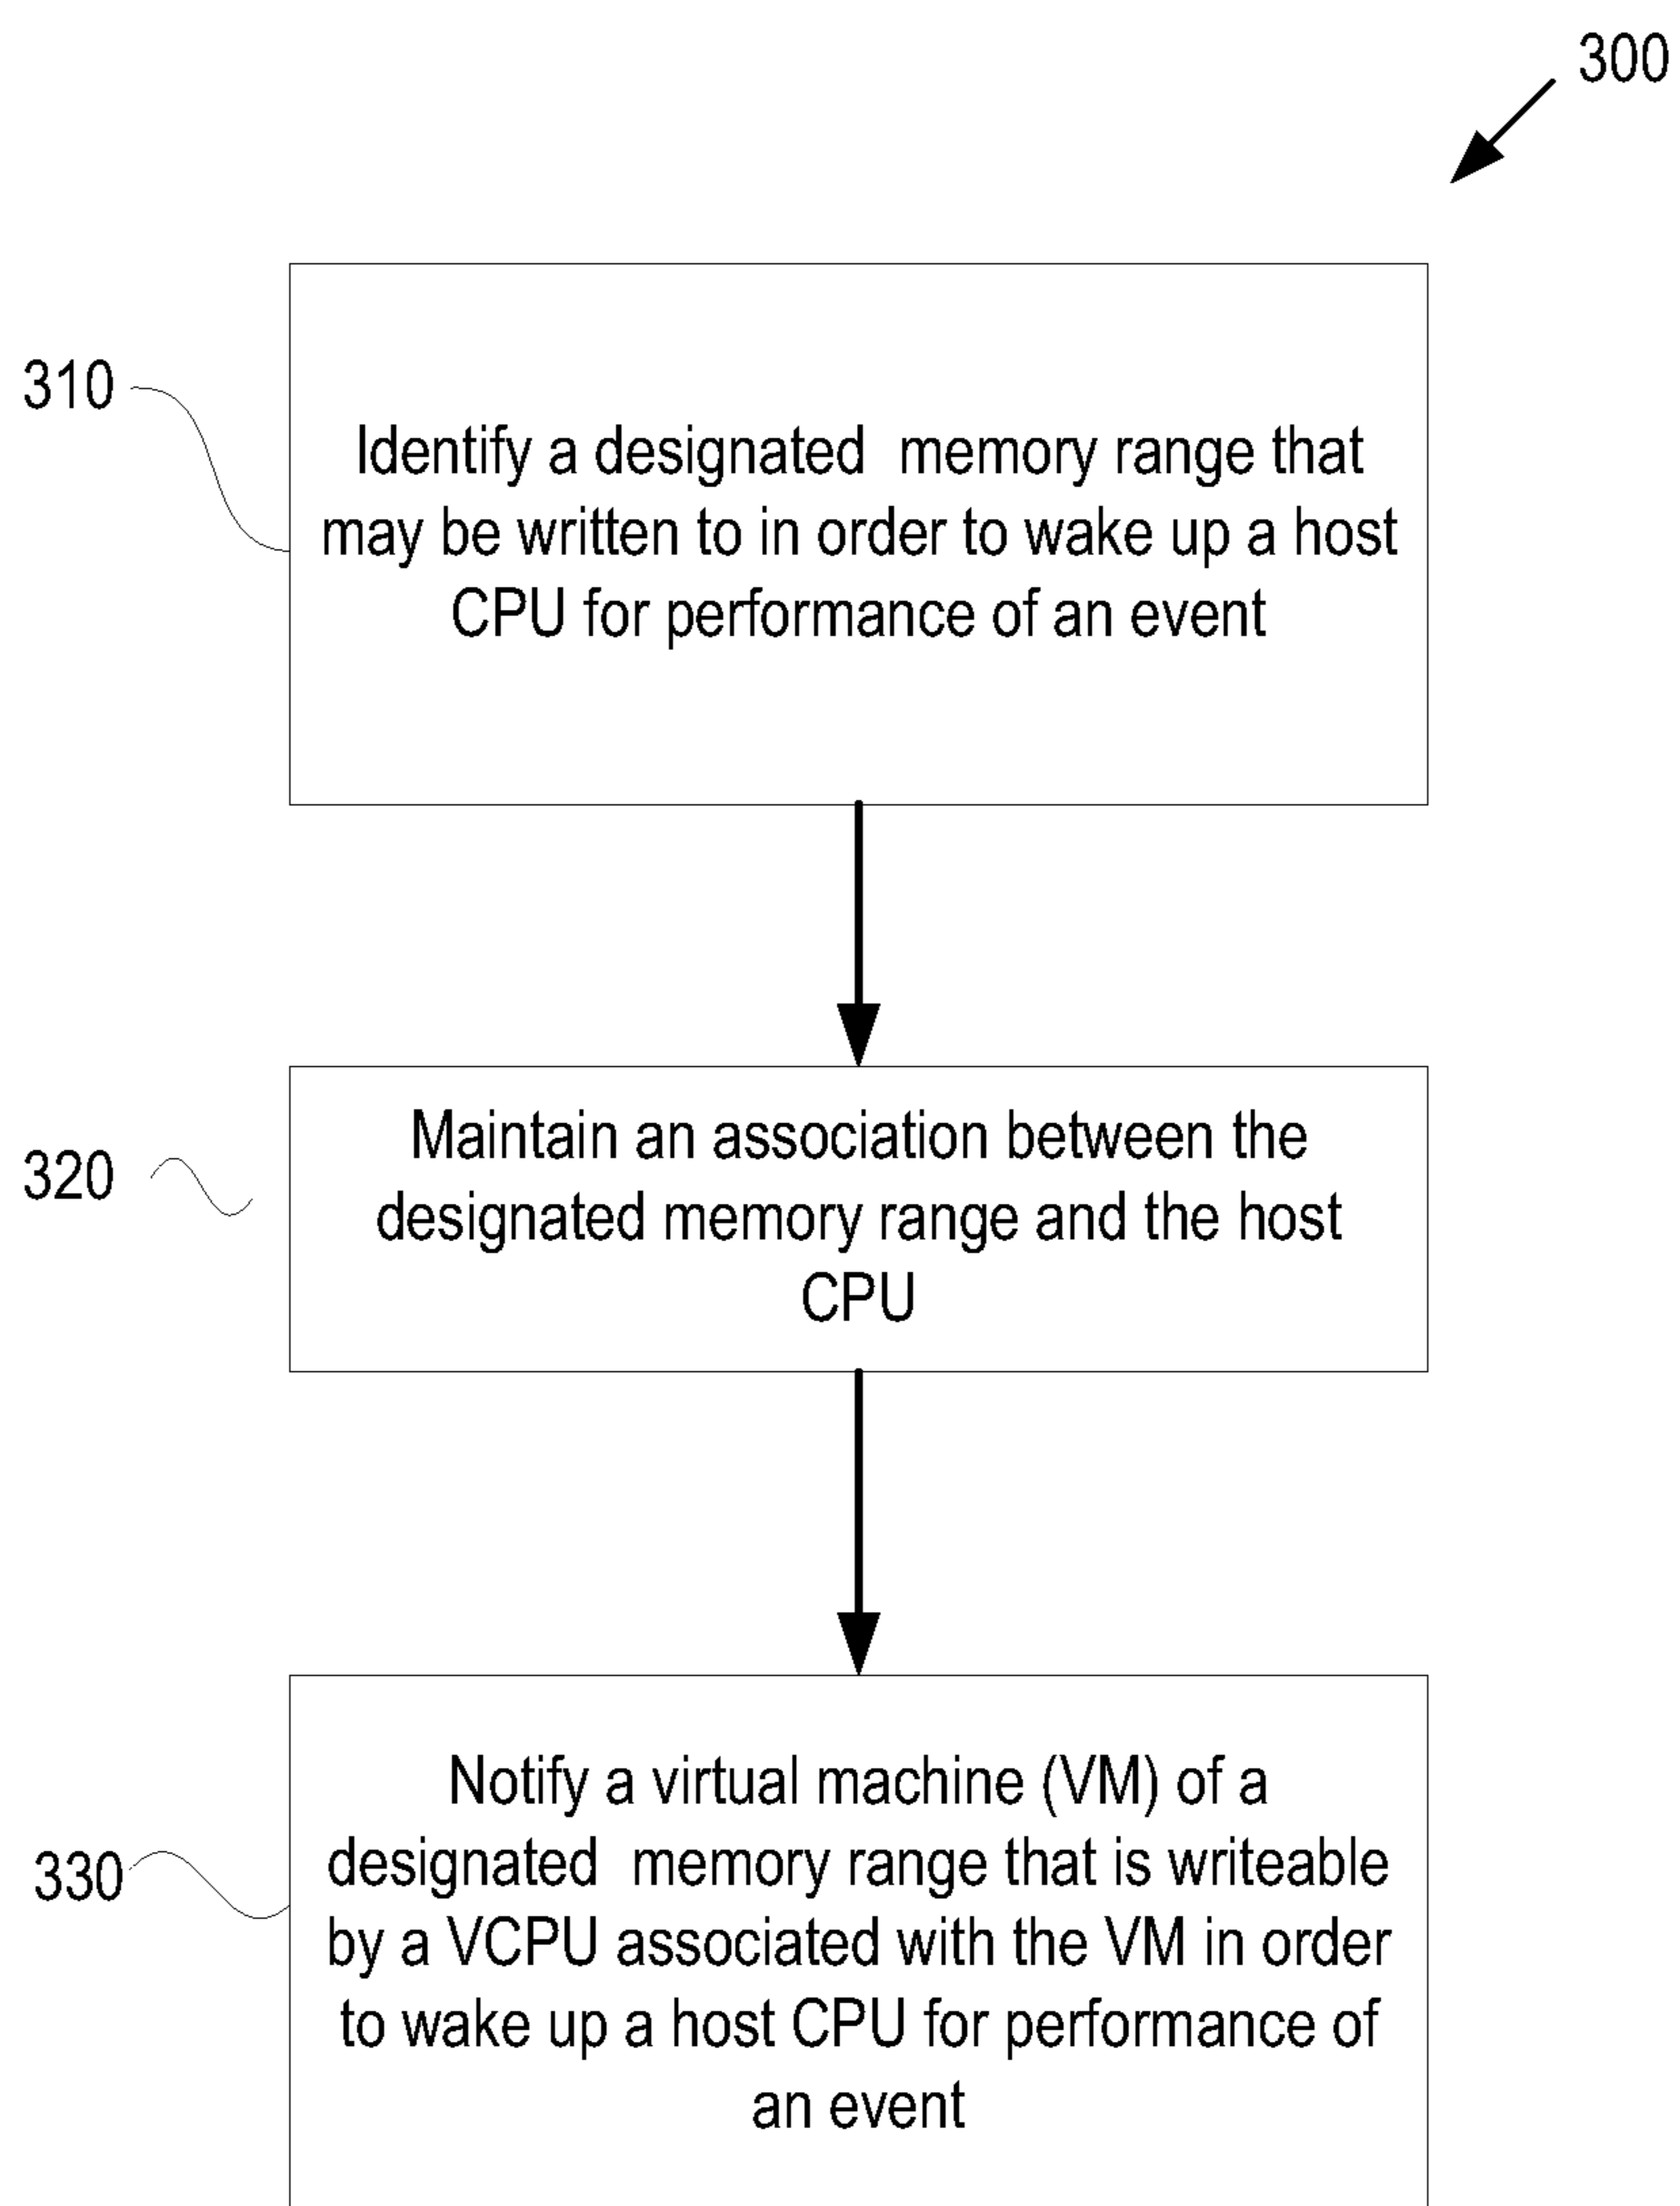 300
310
Identify a designated memory range that
may be written to in order to wake up a host
CPU for performance of an event
320
Maintain an association between the
designated memory range and the host
CPU
330
Notify a virtual machine (VM) of a
designated memory range that is writeable
by a VCPU associated with the VM in order
to wake up a host CPU for performance of
an event